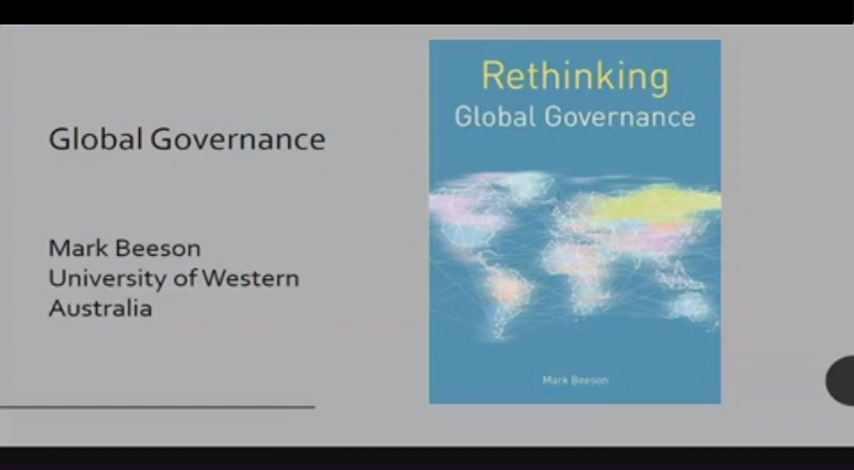 Global Governance
Mark Beeson
University of Western
Australia
Rethinking
Global Governance
Mark Beeson